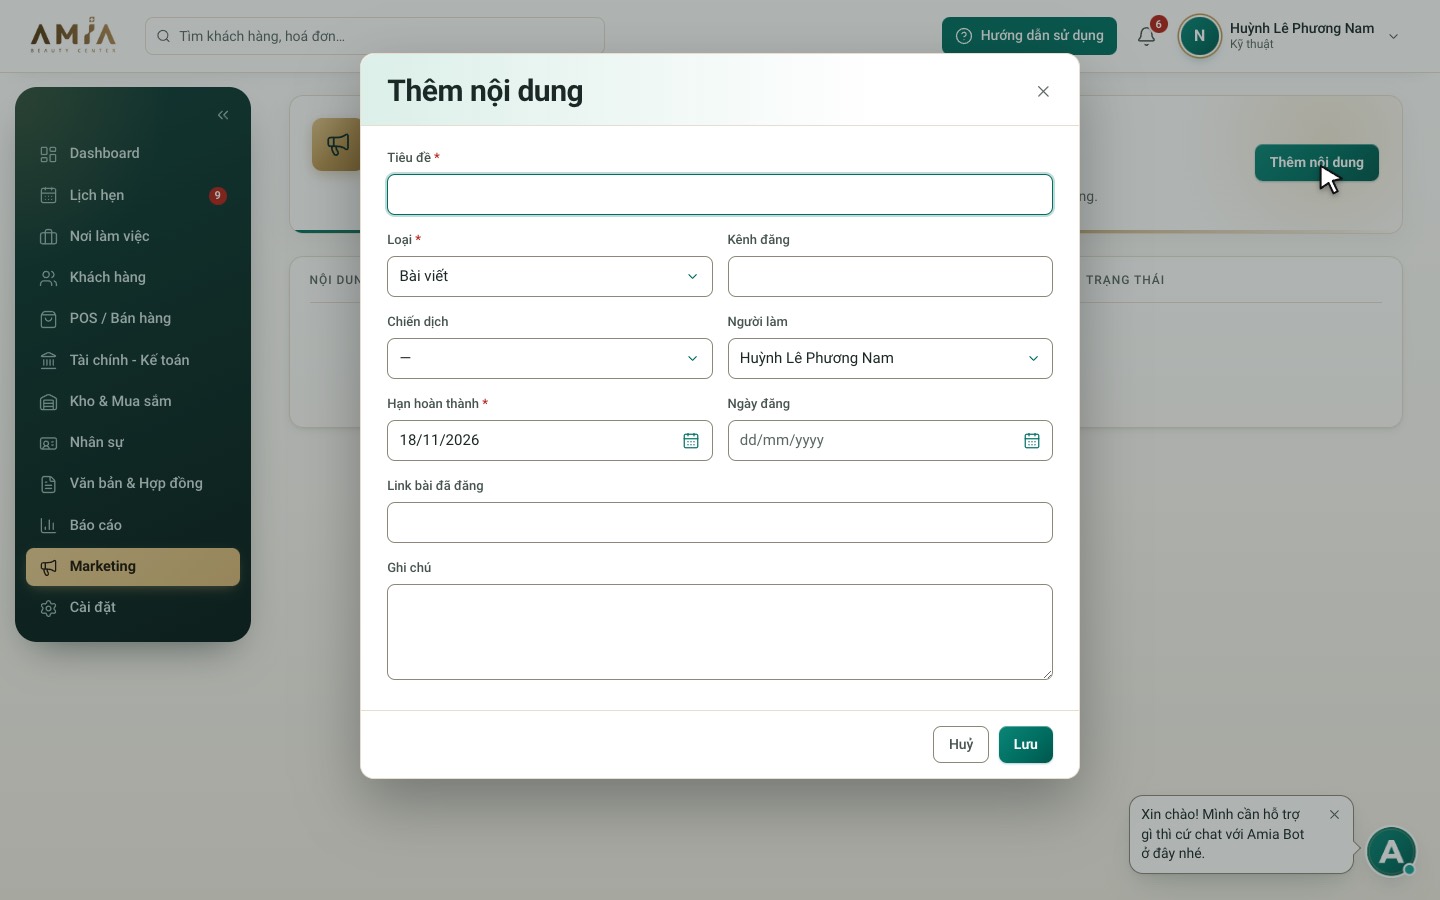 AMIA
BEAUTY CENTER
Tìm khách hàng, hoá đơn...
Hướng dẫn sử dụng
6
N
Huỳnh Lê Phương Nam
Kỹ thuật
Dashboard
Lịch hẹn
9
Nơi làm việc
Khách hàng
POS / Bán hàng
Tài chính - Kế toán
Kho & Mua sắm
Nhân sự
Văn bản & Hợp đồng
Báo cáo
Marketing
Cài đặt
Thêm nội dung
ng.
NỘI DUN
TRẠNG THÁI
Thêm nội dung
Tiêu đề *
Loại *
Kênh đăng
Bài viết
Chiến dịch
Người làm
—
Huỳnh Lê Phương Nam
Hạn hoàn thành *
Ngày đăng
18/11/2026
dd/mm/yyyy
Link bài đã đăng
Ghi chú
Huỷ
Lưu
Xin chào! Mình cần hỗ trợ
gì thì cứ chat với Amia Bot
ở đây nhé.
A